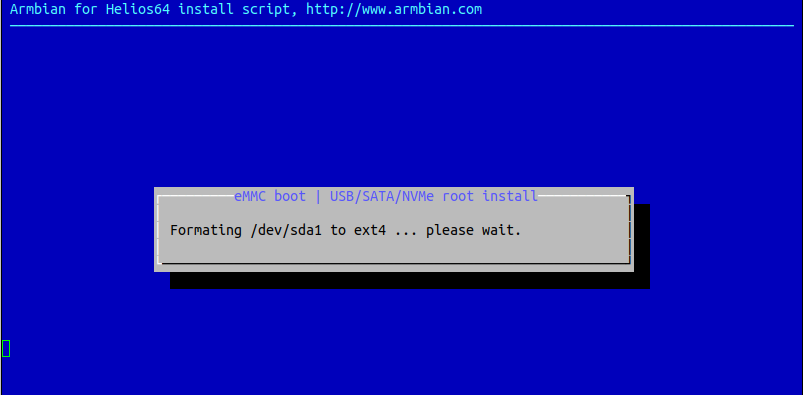 Armbian for Helios64 install script, http://www.armbian.com
eMMC boot | USB/SATA/NVMe root install
Formating /dev/sda1 to ext4 ... please wait.